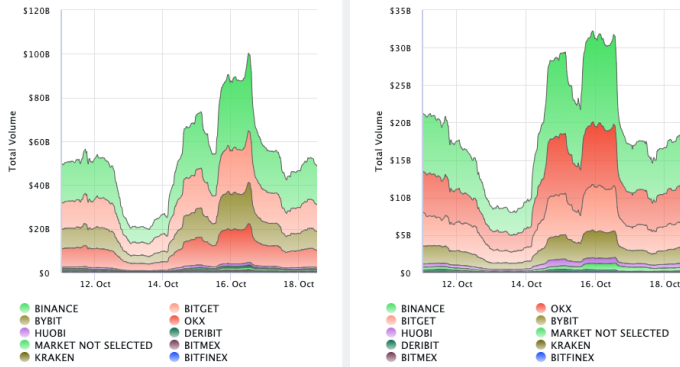 $120B
$100B
$80B
$60B
$40B
$20B
$0
Total Volume
12. Oct
14. Oct
16. Oct
18. Oct
BINANCE
BITGET
BYBIT
OKX
HUOBI
DERIBIT
MARKET NOT SELECTED
BITMEX
KRAKEN
BITFINEX
$35B
$30B
$25B
$20B
$15B
$10B
$5B
$0
Total Volume
12. Oct
14. Oct
16. Oct
18. Oc
BINANCE
OKX
BITGET
BYBIT
HUOBI
MARKET NOT SELECTED
DERIBIT
KRAKEN
BITMEX
BITFINEX